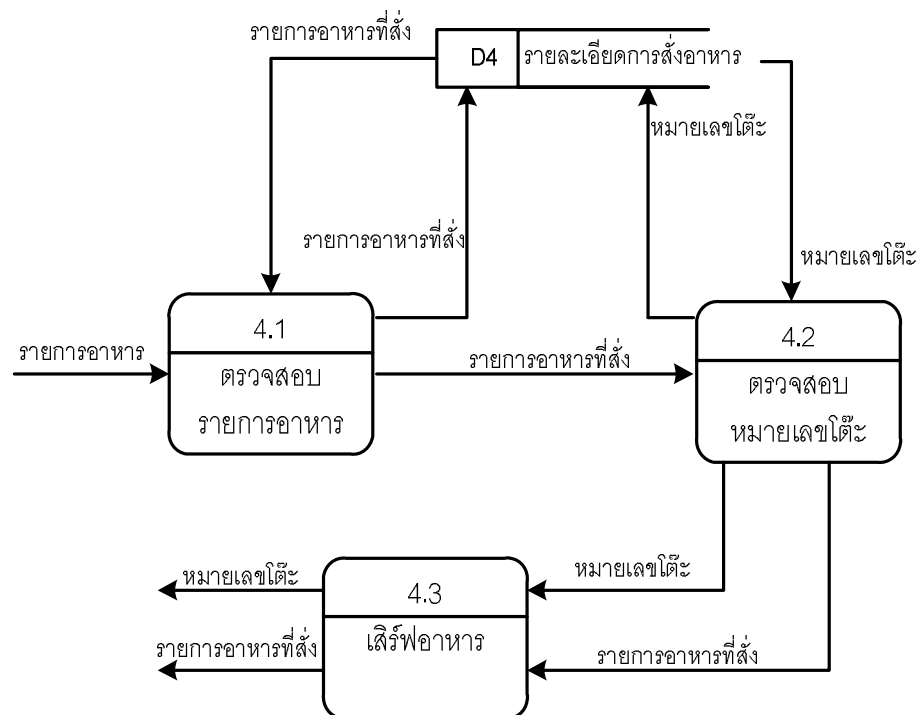 รายการอาหารที่สั่ง
D4
รายละเอียดการสั่งอาหาร
หมายเลขโต๊ะ
รายการอาหารที่สั่ง
หมายเลขโต๊ะ
4.1
4.2
รายการอาหาร
รายการอาหารที่สั่ง
ตรวจสอบ
รายการอาหาร
ตรวจสอบ
หมายเลขโต๊ะ
หมายเลขโต๊ะ
หมายเลขโต๊ะ
4.3
เสิร์ฟอาหาร
รายการอาหารที่สั่ง
รายการอาหารที่สั่ง